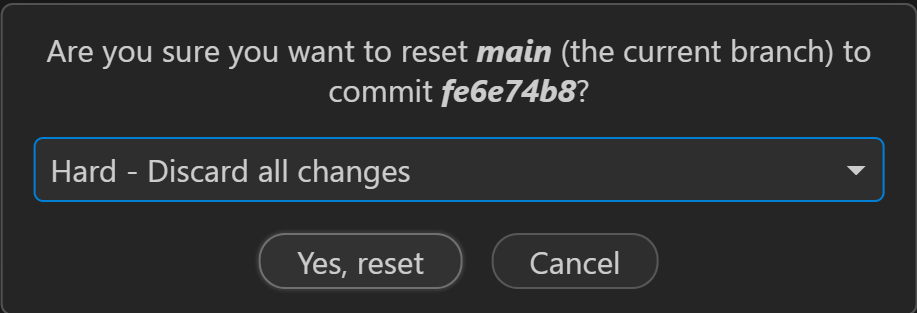 Are you sure you want to reset main (the current branch) to
commit fe6e74b8?
Hard - Discard all changes
Yes, reset
Cancel